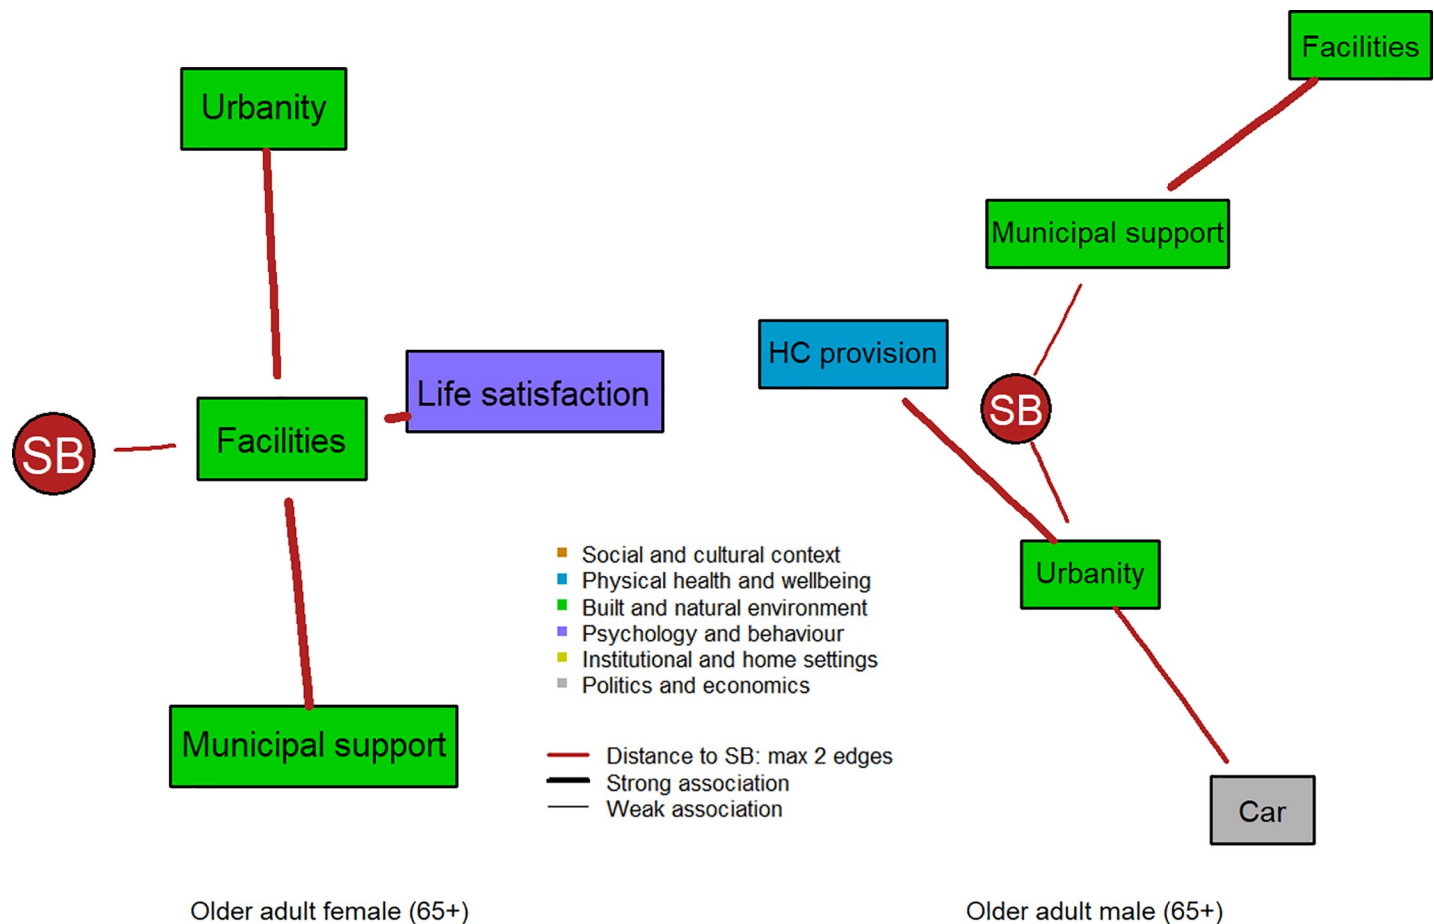 Urbanity
Life satisfaction
Facilities
SB
Municipal support
Older adult female (65+)
Social and cultural context
Physical health and wellbeing
Built and natural environment
Psychology and behaviour
Institutional and home settings
Politics and economics
Distance to SB: max 2 edges
Strong association
Weak association
Facilities
Municipal support
HC provision
SB
Urbanity
Car
Older adult male (65+)